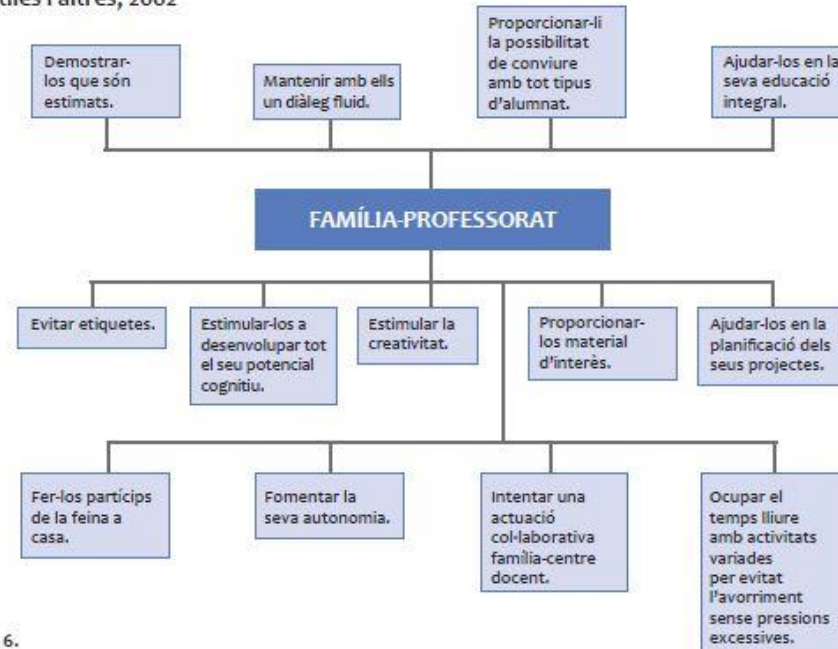 i altres, 2002
Demostrar-
los que són
estimats.
Mantenir amb ells
un diàleg fluid.
Proporcionar-li
la possibilitat
de conviure
amb tot tipus
d'alumnat.
Ajudar-los en la
seva educació
integral.
FAMÍLIA-PROFESSORAT
Evitar etiquetes.
Estimular-los a
desenvolupar tot
el seu potencial
cognitiu.
Estimular la
creativitat.
Proporcionar-
los material
d'interès.
Ajudar-los en la
planificació dels
seus projectes.
Fer-los partícips
de la feina a
casa.
Fomentar la
seva autonomia.
Intentar una
actuació
col·laborativa
família-centre
docent.
Ocupar el
temps lliure
amb activitats
variades
per evitat
l'avorriment
sense pressions
excessives.
6.